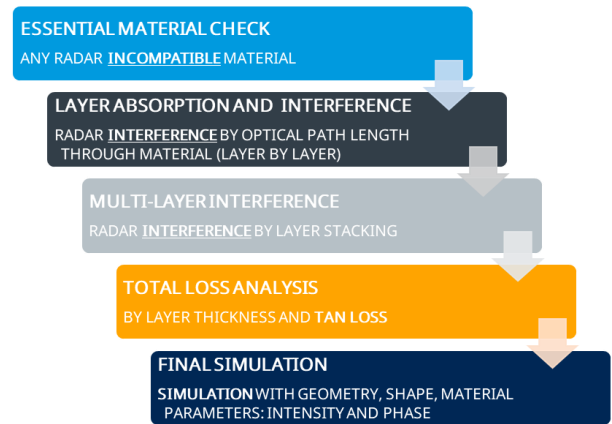 ESSENTIAL MATERIAL CHECK
ANY RADAR INCOMPATIBLE MATERIAL
LAYER ABSORPTION AND INTERFERENCE
RADAR INTERFERENCE BY OPTICAL PATH LENGTH
THROUGH MATERIAL (LAYER BY LAYER)
MULTI-LAYER INTERFERENCE
RADAR INTERFERENCE BY LAYER STACKING
TOTAL LOSS ANALYSIS
BY LAYER THICKNESS AND TAN LOSS
FINAL SIMULATION
SIMULATION WITH GEOMETRY, SHAPE, MATERIAL
PARAMETERS: INTENSITY AND PHASE